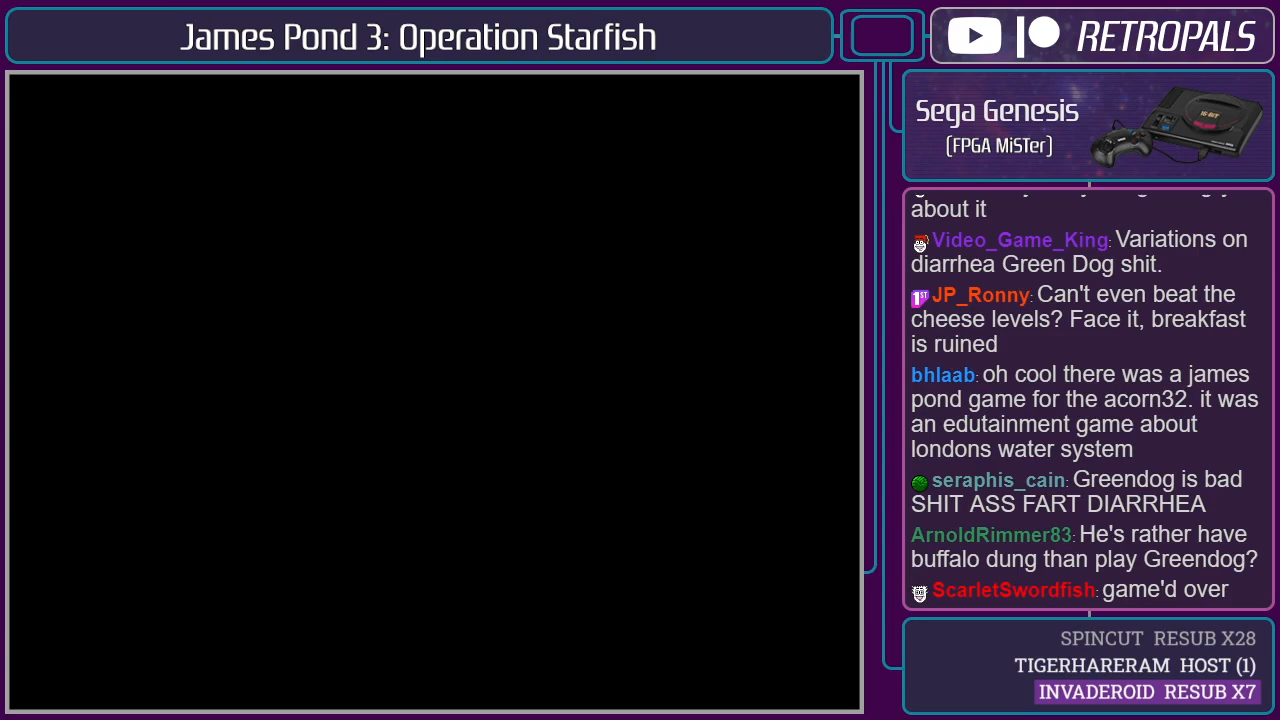 James Pond 3: Operation Starfish
RETROPALS
Sega Genesis
(FPGA MiSTer)
16-BIT
about it
Video_Game_King: Variations on
diarrhea Green Dog shit.
1ST JP_Ronny: Can't even beat the
cheese levels? Face it, breakfast
is ruined
bhlaab: oh cool there was a james
pond game for the acorn32. it was
an edutainment game about
londons water system
seraphis_cain: Greendog is bad
SHIT ASS FART DIARRHEA
ArnoldRimmer83: He's rather have
buffalo dung than play Greendog?
ScarletSwordfish: game'd over
SPINCUT RESUB X28
TIGERHARERAM HOST (1)
INVADEROID RESUB X7